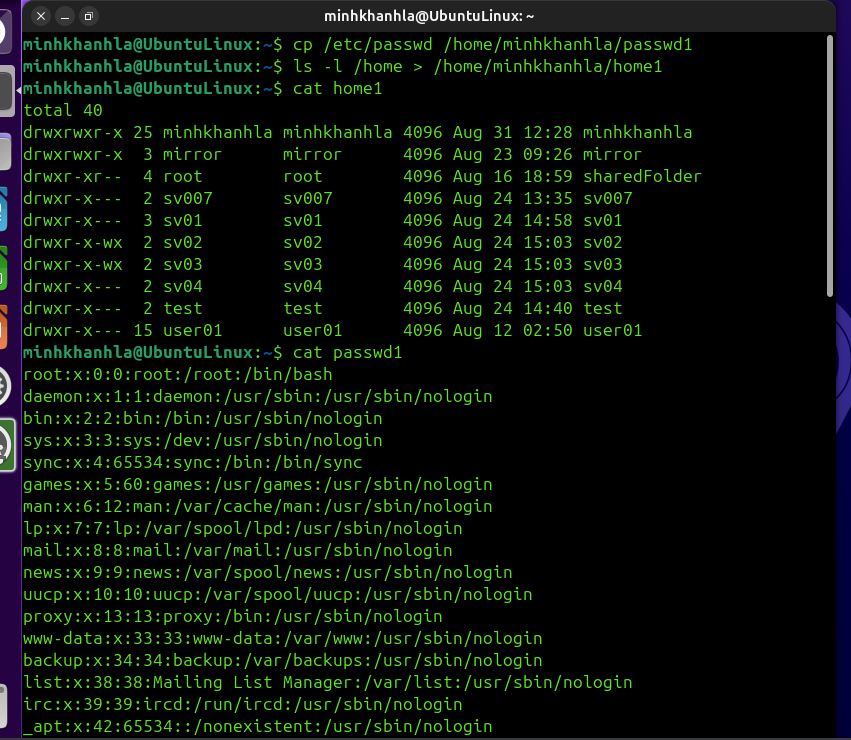 minhkhanhla@UbuntuLinux: ~
minhkhanhla@UbuntuLinux:~$ cp /etc/passwd /home/minhkhanhla/passwd1
minhkhanhla@UbuntuLinux:~$ ls -l /home > /home/minhkhanhla/home1
minhkhanhla@UbuntuLinux:~$ cat home1
total 40
drwxrwxr-x 25 minhkhanhla minhkhanhla 4096 Aug 31 12:28 minhkhanhla
drwxrwxr-x  3 mirror      mirror      4096 Aug 23 09:26 mirror
drwxr-xr--  4 root        root        4096 Aug 16 18:59 sharedFolder
drwxr-x---  2 sv007       sv007       4096 Aug 24 13:35 sv007
drwxr-x---  3 sv01        sv01        4096 Aug 24 14:58 sv01
drwxr-x-wx  2 sv02        sv02        4096 Aug 24 15:03 sv02
drwxr-x-wx  2 sv03        sv03        4096 Aug 24 15:03 sv03
drwxr-x---  2 sv04        sv04        4096 Aug 24 15:03 sv04
drwxr-x---  2 test        test        4096 Aug 24 14:40 test
drwxr-x--- 15 user01      user01      4096 Aug 12 02:50 user01
minhkhanhla@UbuntuLinux:~$ cat passwd1
root:x:0:0:root:/root:/bin/bash
daemon:x:1:1:daemon:/usr/sbin:/usr/sbin/nologin
bin:x:2:2:bin:/bin:/usr/sbin/nologin
sys:x:3:3:sys:/dev:/usr/sbin/nologin
sync:x:4:65534:sync:/bin:/bin/sync
games:x:5:60:games:/usr/games:/usr/sbin/nologin
man:x:6:12:man:/var/cache/man:/usr/sbin/nologin
lp:x:7:7:lp:/var/spool/lpd:/usr/sbin/nologin
mail:x:8:8:mail:/var/mail:/usr/sbin/nologin
news:x:9:9:news:/var/spool/news:/usr/sbin/nologin
uucp:x:10:10:uucp:/var/spool/uucp:/usr/sbin/nologin
proxy:x:13:13:proxy:/bin:/usr/sbin/nologin
www-data:x:33:33:www-data:/var/www:/usr/sbin/nologin
backup:x:34:34:backup:/var/backups:/usr/sbin/nologin
list:x:38:38:Mailing List Manager:/var/list:/usr/sbin/nologin
irc:x:39:39:ircd:/run/ircd:/usr/sbin/nologin
_apt:x:42:65534::/nonexistent:/usr/sbin/nologin